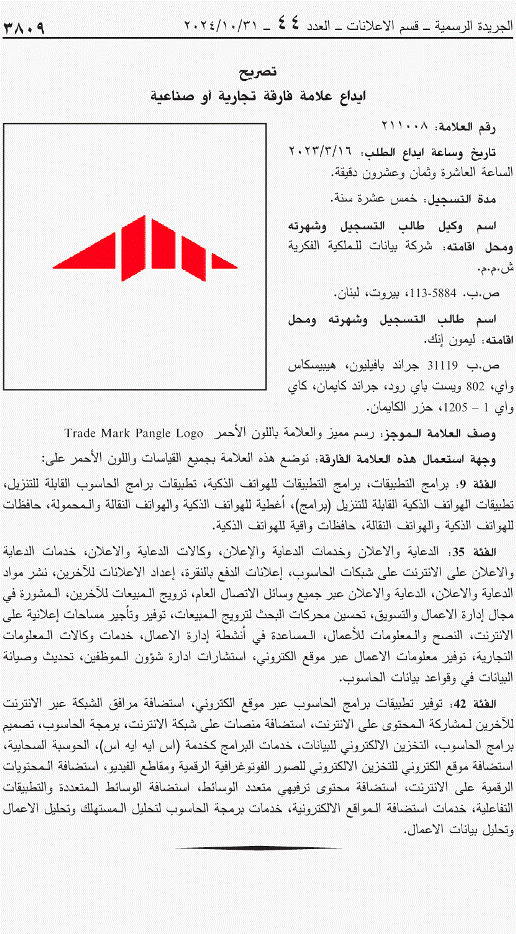 الجريدة الرسمية ــ قسم الاعلانات ــ العدد ٤٤ ــ ٢٠٢٤/١٠/٣١
٣٨٠٩
تصريح
ايداع علامة فارقة تجارية أو صناعية
رقم العلامة: ٢١١٠٠٨
تاريخ وساعة ايداع الطلب: ٢٠٢٣/٣/١٦
الساعة العاشرة وثمان وعشرون دقيقة.
مدة التسجيل: خمس عشرة سنة.
اسم وكيل طالب التسجيل وشهرته
ومحل اقامته: شركة بيانات للملكية الفكرية
ش.م.م.
ص.ب. 5884-113، بيروت، لبنان.
اسم طالب التسجيل وشهرته ومحل
اقامته: ليمون إنك.
ص.ب 31119 جراند بافيليون، هيبيسكاس
واي، 802 ويست باي رود، جراند كايمان، كاي
واي 1 – 1205، حزر الكايمان.
وصف العلامة الموجز: رسم مميز والعلامة باللون الأحمر Trade Mark Pangle Logo
وجهة استعمال هذه العلامة الفارقة: توضع هذه العلامة بجميع القياسات واللون الأحمر على:
الفئة 9: برامج التطبيقات، برامج التطبيقات للهواتف الذكية، تطبيقات برامج الحاسوب القابلة للتنزيل،
تطبيقات الهواتف الذكية القابلة للتنزيل (برامج)، أغطية للهواتف الذكية والهواتف النقالة والمحمولة، حافظات
للهواتف الذكية والهواتف النقالة، حافظات واقية للهواتف الذكية.
الفئة 35: الدعاية والاعلان وخدمات الدعاية والإعلان، وكالات الدعاية والاعلان، خدمات الدعاية
والاعلان على الانترنت على شبكات الحاسوب، إعلانات الدفع بالنقرة، إعداد الاعلانات للآخرين، نشر مواد
الدعاية والاعلان، الدعاية والاعلان عبر جميع وسائل الاتصال العام، ترويج المبيعات للآخرين، المشورة في
مجال إدارة الاعمال والتسويق، تحسين محركات البحث لترويج المبيعات، توفير وتأجير مساحات إعلانية على
الانترنت، النصح والمعلومات للأعمال، المساعدة في أنشطة إدارة الاعمال، خدمات وكالات المعلومات
التجارية، توفير معلومات الاعمال عبر موقع الكتروني، استشارات ادارة شؤون الموظفين، تحديث وصيانة
البيانات في وقواعد بيانات الحاسوب.
الفئة 42: توفير تطبيقات برامج الحاسوب عبر موقع الكتروني، استضافة مرافق الشبكة عبر الانترنت
للآخرين لمشاركة المحتوى على الانترنت، استضافة منصات على شبكة الانترنت، برمجة الحاسوب، تصميم
برامج الحاسوب، التخزين الالكتروني للبيانات، خدمات البرامج كخدمة (اس ايه ايه اس)، الحوسبة السحابية،
استضافة موقع الكتروني للتخزين الالكتروني للصور الفوتوغرافية الرقمية ومقاطع الفيديو، استضافة المحتويات
الرقمية على الانترنت، استضافة محتوى ترفيهي متعدد الوسائط، استضافة الوسائط المتعددة والتطبيقات
التفاعلية، خدمات استضافة المواقع الالكترونية، خدمات برمجة الحاسوب لتحليل المستهلك وتحليل الاعمال
وتحليل بيانات الاعمال.